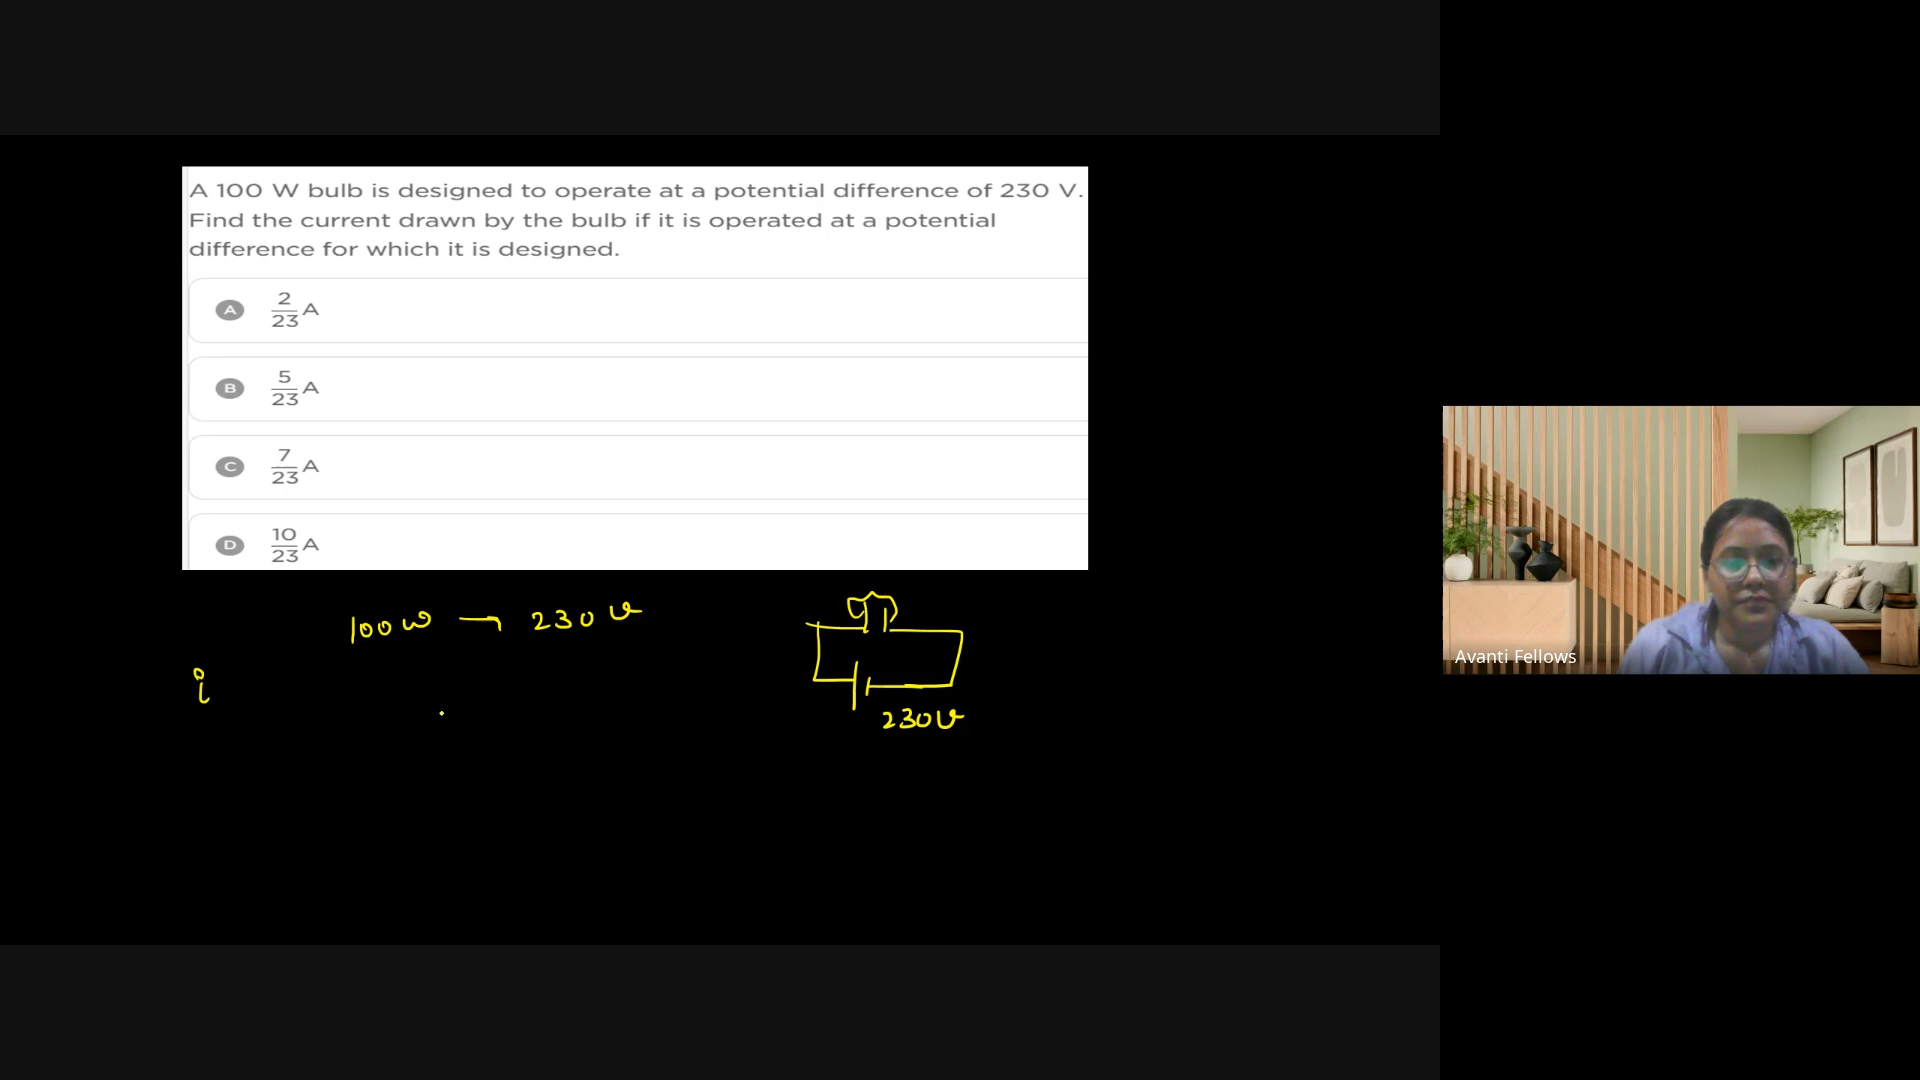 A 100 W bulb is designed to operate at a potential difference of 230 V.
Find the current drawn by the bulb if it is operated at a potential
difference for which it is designed.
A 2/23 A
B 5/23 A
C 7/23 A
D 10/23 A
100 W → 230 V
i
230V
Avanti Fellows